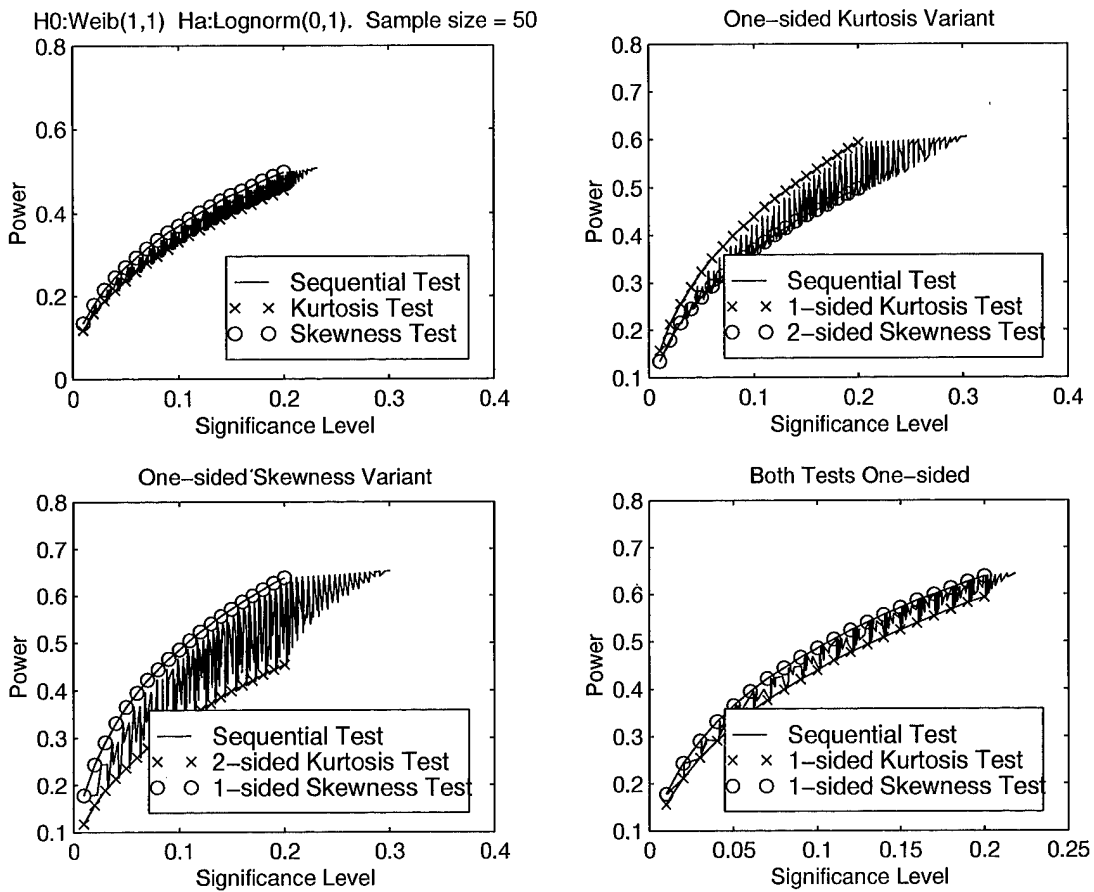 H0:Weib(1,1) Ha:Lognorm(0,1). Sample size = 50
0.8
0.6
0.4
0.2
0
Power
0 0.1 0.2 0.3 0.4
Significance Level
Sequential Test
Kurtosis Test
Skewness Test
One-sided Kurtosis Variant
0.8
0.7
0.6
0.5
0.4
0.3
0.2
0.1
Power
0 0.1 0.2 0.3 0.4
Significance Level
Sequential Test
1-sided Kurtosis Test
2-sided Skewness Test
One-sided Skewness Variant
0.8
0.7
0.6
0.5
0.4
0.3
0.2
0.1
Power
0 0.1 0.2 0.3 0.4
Significance Level
Sequential Test
2-sided Kurtosis Test
1-sided Skewness Test
Both Tests One-sided
0.8
0.7
0.6
0.5
0.4
0.3
0.2
0.1
Power
0 0.05 0.1 0.15 0.2 0.25
Significance Level
Sequential Test
1-sided Kurtosis Test
1-sided Skewness Test